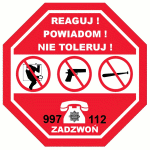 REAGUJ !
POWIADOM !
NIE TOLERUJ !
997 112
ZADZWOŃ